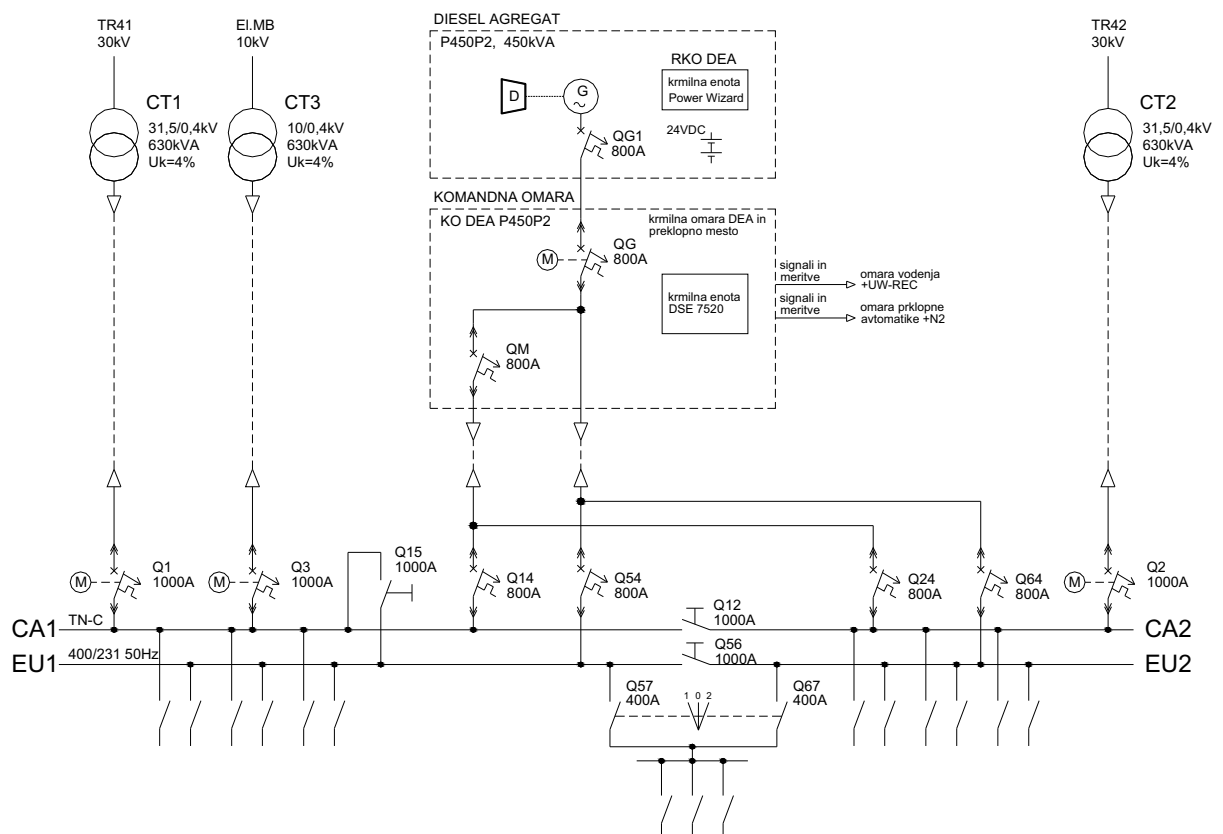 TR41
30kV
CT1
31,5/0,4kV
630kVA
Uk=4%
El.MB
10kV
CT3
10/0,4kV
630kVA
Uk=4%
DIESEL AGREGAT
P450P2, 450kVA
RKO DEA
krmilna enota
Power Wizard
D
G
~
QG1
800A
24VDC
TR42
30kV
CT2
31,5/0,4kV
630kVA
Uk=4%
KOMANDNA OMARA
KO DEA P450P2
krmilna omara DEA in
preklopno mesto
M
QG
800A
krmilna enota
DSE 7520
signali in
meritve
omara vodenja
+UW-REC
signali in
meritve
omara prklopne
avtomatike +N2
QM
800A
M
Q1
1000A
M
Q3
1000A
Q15
1000A
Q14
800A
Q54
800A
Q24
800A
Q64
800A
M
Q2
1000A
CA1
TN-C
Q12
1000A
CA2
EU1
400/231 50Hz
Q56
1000A
EU2
Q57
400A
1 0 2
Q67
400A